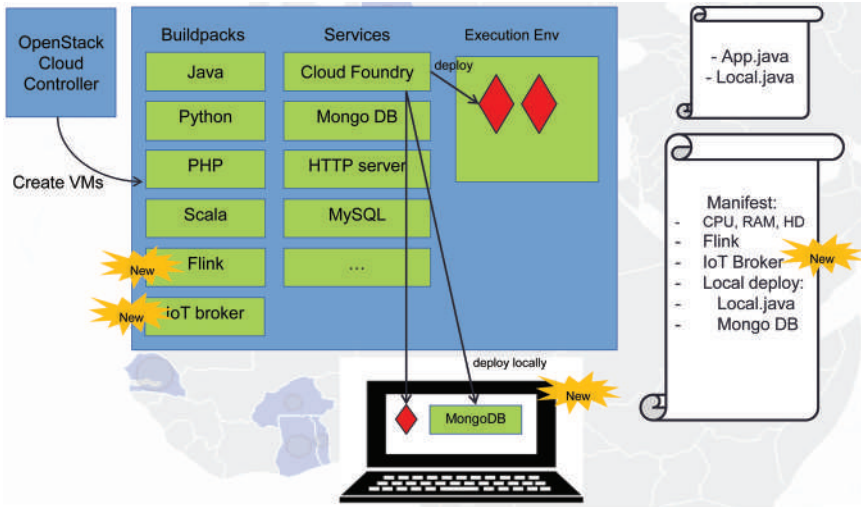 OpenStack
Cloud
Controller
Create VMs
Buildpacks
Java
Python
PHP
Scala
Flink
New
ioT broker
New
Services
Cloud Foundry
Mongo DB
HTTP server
MySQL
...
Execution Env
deploy
deploy locally
MongoDB
New
- App.java
- Local.java
Manifest:
- CPU, RAM, HD
- Flink
- IoT Broker
New
- Local deploy:
- Local.java
- Mongo DB